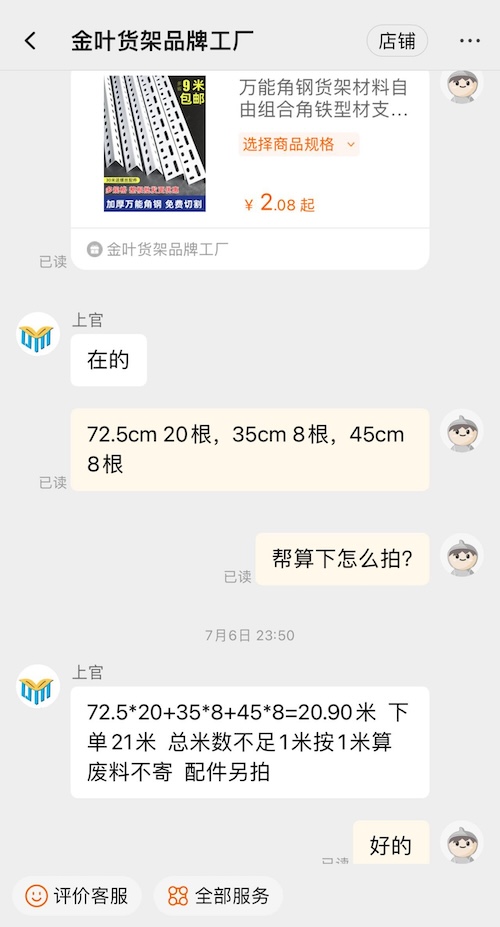 金叶货架品牌工厂
店铺
9米
包邮
万能角钢货架材料自
由组合角铁型材支...
选择商品规格
加厚万能角钢 免费切割
¥ 2.08 起
已读
金叶货架品牌工厂
上官
在的
72.5cm 20根，35cm 8根，45cm
8根
已读
帮算下怎么拍？
已读
7月6日 23:50
上官
72.5*20+35*8+45*8=20.90米 下
单21米 总米数不足1米按1米算
废料不寄 配件另拍
好的
已读
评价客服
全部服务